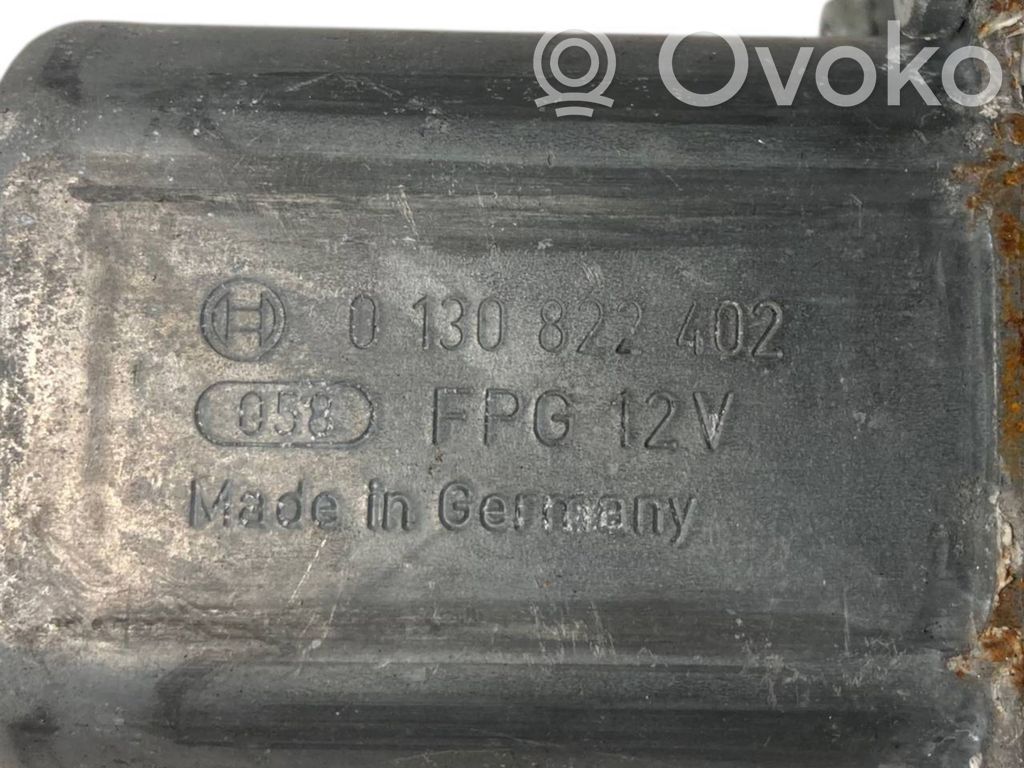 Ovoko
0 130 822 402
058 FPG 12V
Made in Germany